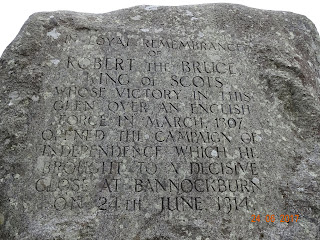 IN LOYAL REMEMBRANCE
OF
ROBERT THE BRUCE
KING OF SCOTS
WHOSE VICTORY IN THIS
GLEN OVER AN ENGLISH
FORCE IN MARCH, 1307
OPENED THE CAMPAIGN OF
INDEPENDENCE WHICH HE
BROUGHT TO A DECISIVE
CLOSE AT BANNOCKBURN
ON 24TH JUNE, 1314